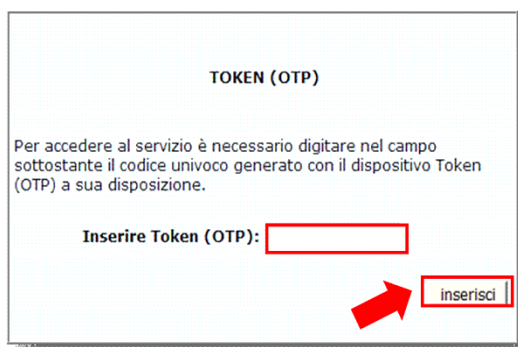 TOKEN (OTP)
Per accedere al servizio è necessario digitare nel campo
sottostante il codice univoco generato con il dispositivo Token
(OTP) a sua disposizione.
Inserire Token (OTP):
inserisci